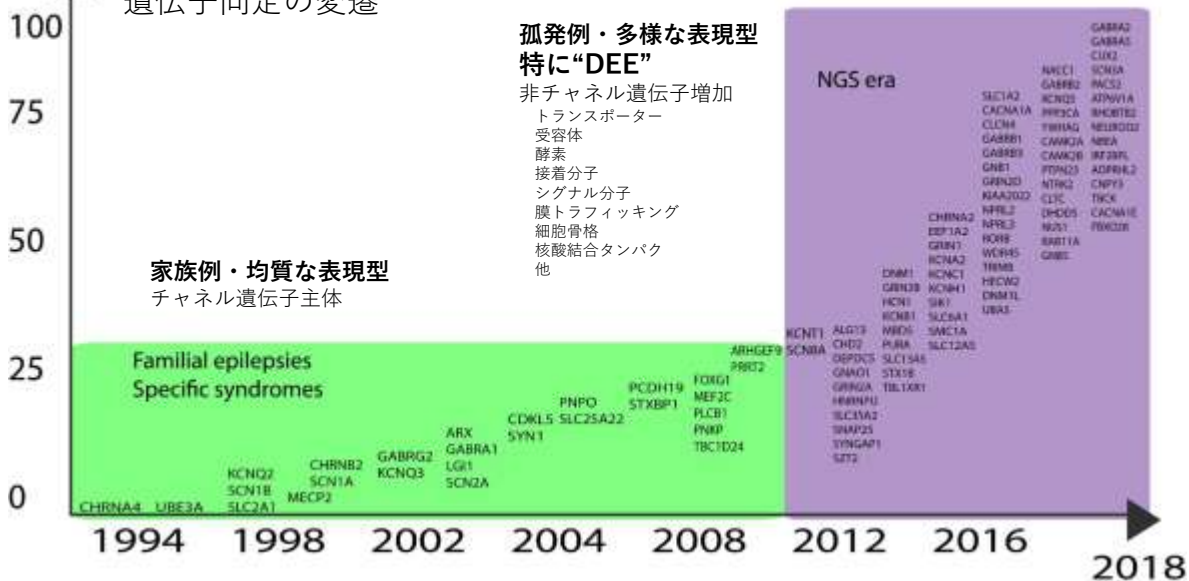 遺伝子同定の変遷
100
75
50
25
0
孤発例・多様な表現型
特に“DEE”
非チャネル遺伝子増加
トランスポーター
受容体
酵素
接着分子
シグナル分子
膜トラフィッキング
細胞骨格
核酸結合タンパク
他
家族例・均質な表現型
チャネル遺伝子主体
Familial epilepsies
Specific syndromes
NGS era
CHRNA4
UBE3A
KCNQ2
SCN1B
SLC2A1
MECP2
CHRNB2
SCN1A
GABRG2
KCNQ3
ARX
GABRA1
LGI1
SCN2A
CDKL5
SYN1
PNPO
SLC25A22
PCDH19
STXBP1
FOXG1
MEF2C
PLCB1
PNKP
TBC1D24
ARHGEF9
PRRT2
KCNT1
SCN8A
ALG13
CHD2
DEPDC5
GNAO1
GRIN2A
HNRNPU
SLC35A2
SNAP25
SYNGAP1
SZT2
DNM1
GRIN2B
HCN1
KCNB1
MBD5
PURA
SLC13A5
STX1B
TBL1XR1
CHRNA2
EEF1A2
GRIN1
KCNA2
KCNC1
KCNH1
SIK1
SLC6A1
SMC1A
SLC12A5
SLC1A2
CACNA1A
CLCN4
GABBR1
GABRB3
GNB1
GRIN2D
KIAA2022
NPRL2
NPRL3
RORB
WDR45
HECW2
DNM1L
UBA5
NACC1
GABRB2
KCNQ5
PPP3CA
YWHAG
CAMK2A
CAMK2B
PTPN23
NTRK2
CLTC
DHDDS
NUS1
RAB11A
GNB5
GABRA2
GABRA5
CUX2
SCN3A
PACS2
ATP6V1A
RHOBTB2
NEUROD2
NBEA
IRF2BPL
ADPRHL2
CNPY3
CACNA1E
1994
1998
2002
2004
2008
2012
2016
2018